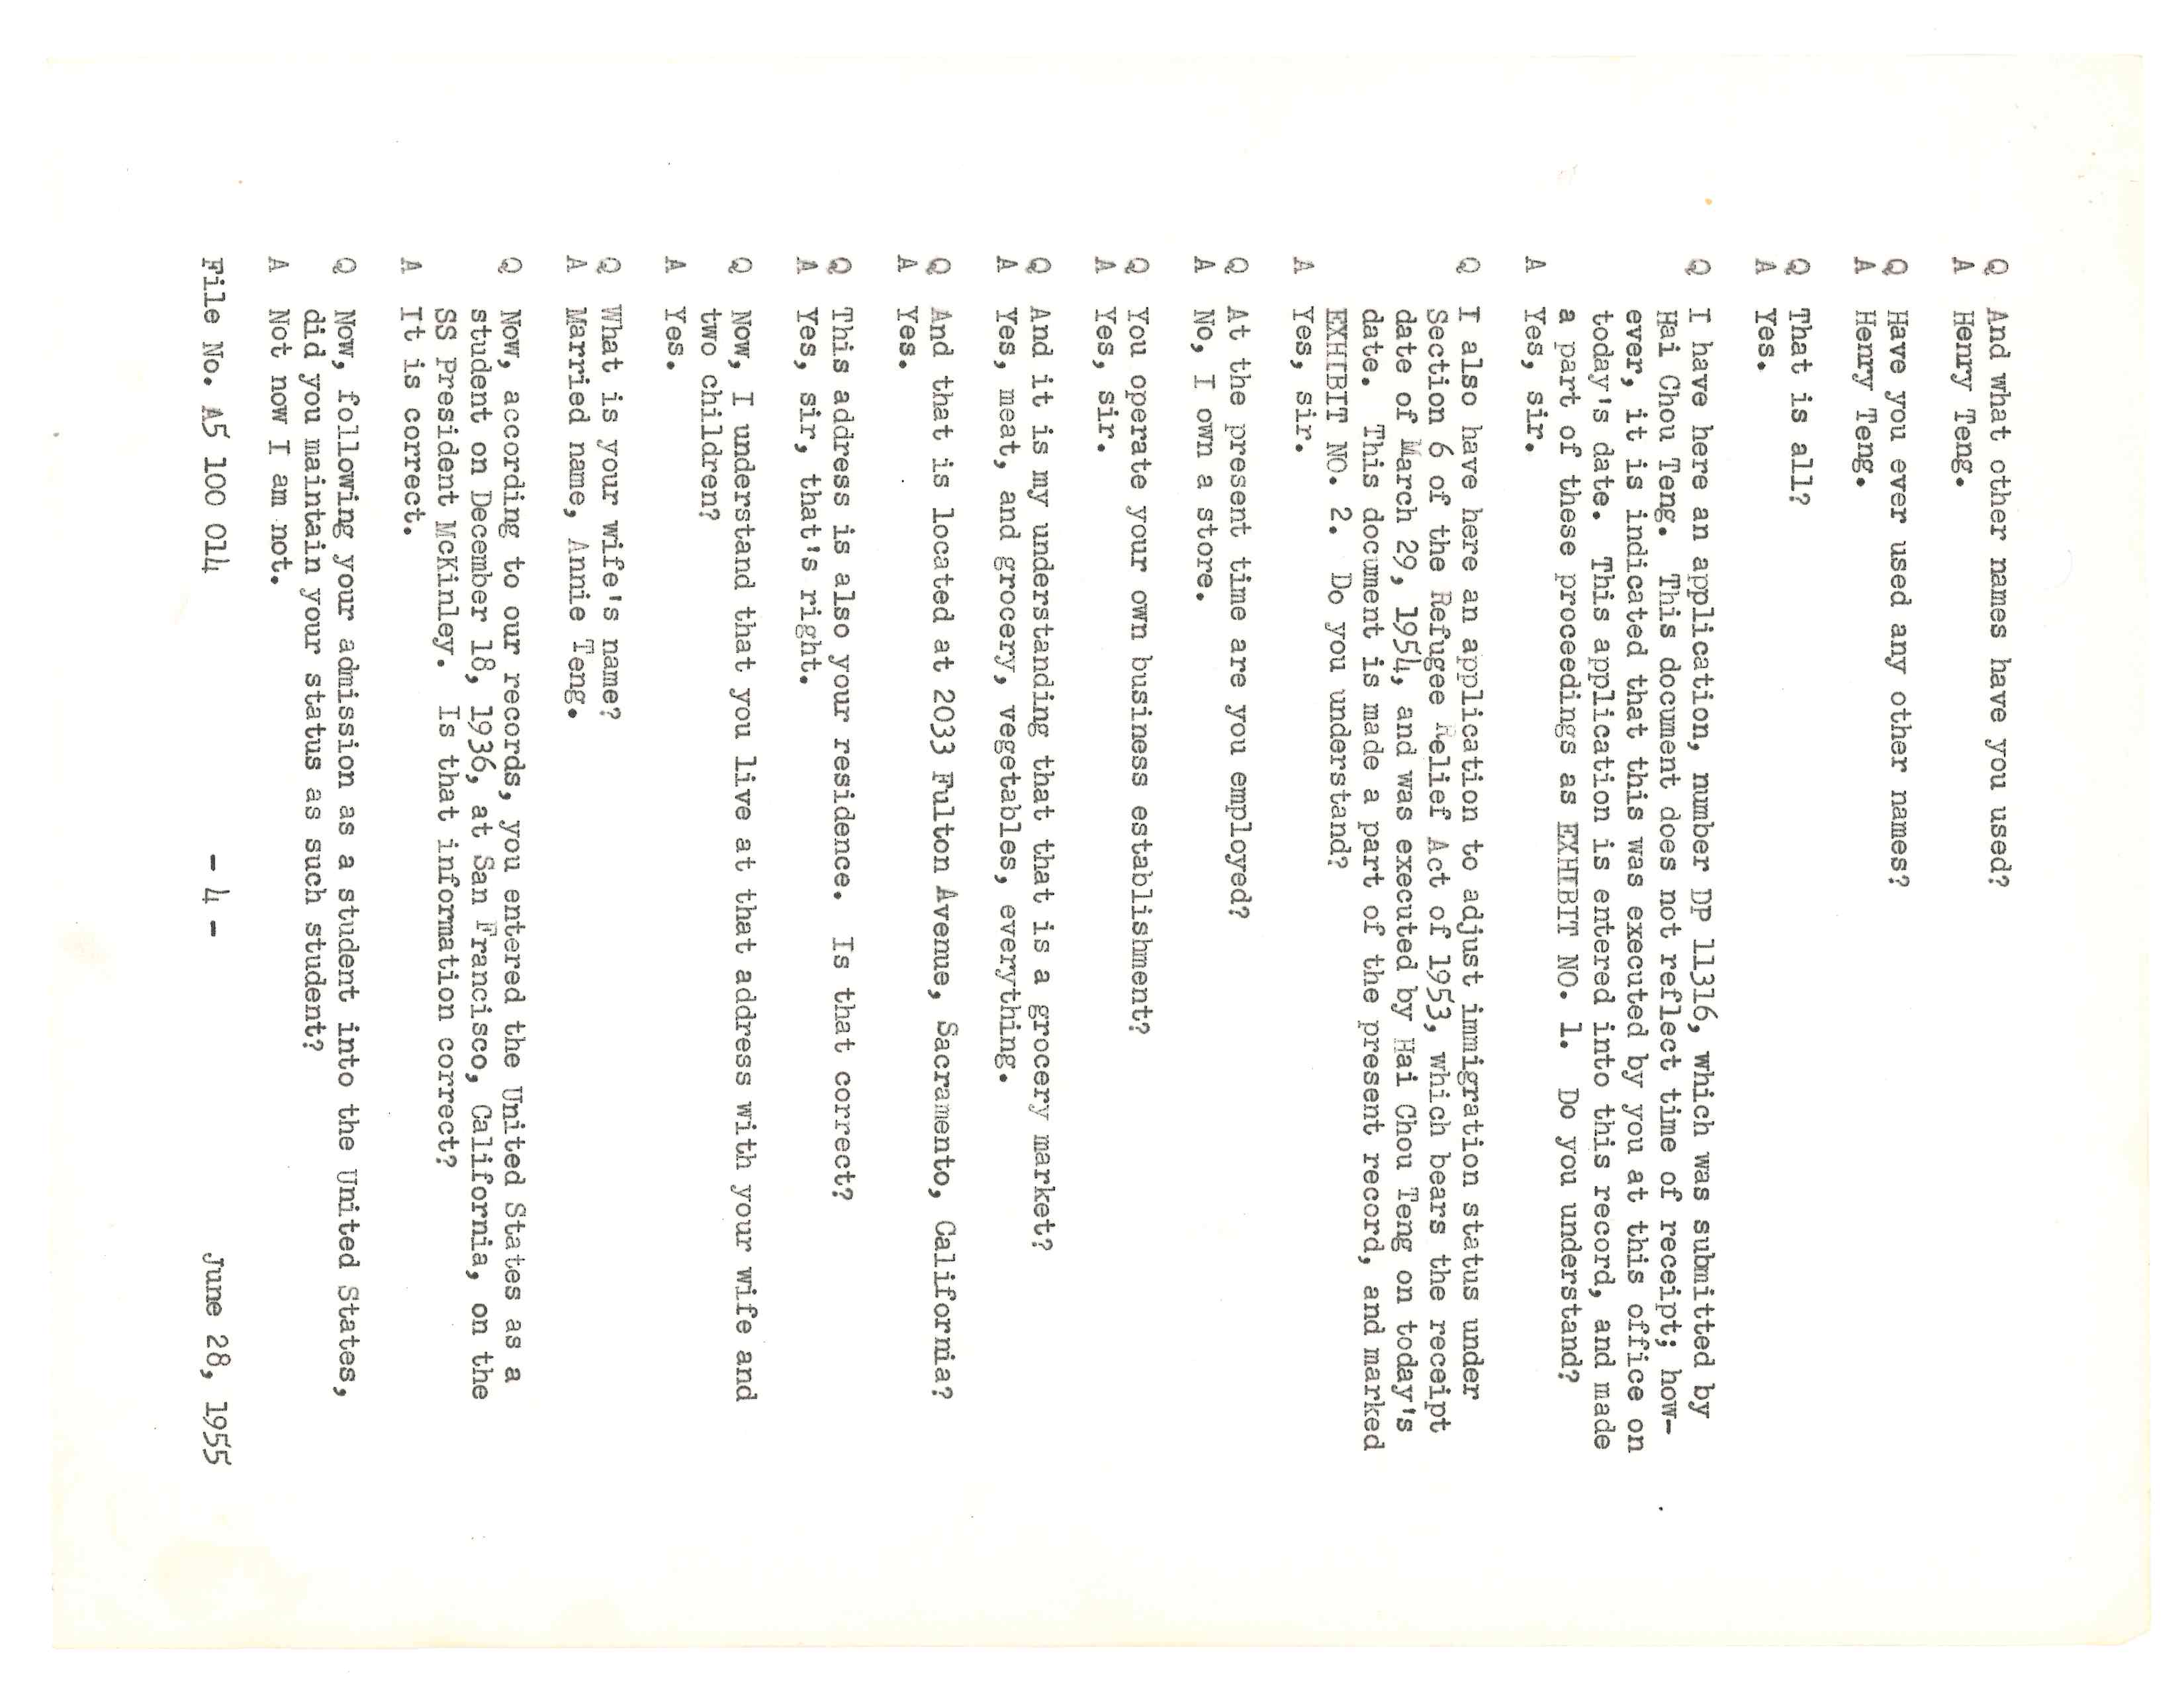 Q And what other names have you used?
A Henry Teng.
Q Have you ever used any other names?
A Henry Teng.
Q That is all?
A Yes.
Q I have here an application, number DP 11316, which was submitted by
Hai Chou Teng. This document does not reflect time of receipt; how-
ever, it is indicated that this was executed by you at this office on
today's date. This application is entered into this record, and made
a part of these proceedings as EXHIBIT NO. 1. Do you understand?
A Yes, sir.
Q I also have here an application to adjust immigration status under
Section 6 of the Refugee Relief Act of 1953, which bears the receipt
date of March 29, 1954, and was executed by Hai Chou Teng on today's
date. This document is made a part of the present record, and marked
EXHIBIT NO. 2. Do you understand?
A Yes, sir.
Q At the present time are you employed?
A No, I own a store.
Q You operate your own business establishment?
A Yes, sir.
Q And it is my understanding that that is a grocery market?
A Yes, meat, and grocery, vegetables, everything.
Q And that is located at 2033 Fulton Avenue, Sacramento, California?
A Yes.
Q This address is also your residence. Is that correct?
A Yes, sir, that's right.
Q Now, I understand that you live at that address with your wife and
two children?
A Yes.
Q What is your wife's name?
A Married name, Annie Teng.
Q Now, according to our records, you entered the United States as a
student on December 18, 1936, at San Francisco, California, on the
SS President McKinley. Is that information correct?
A It is correct.
Q Now, following your admission as a student into the United States,
did you maintain your status as such student?
A Not now I am not.
File No. A5 100 014 - 4 - June 28, 1955